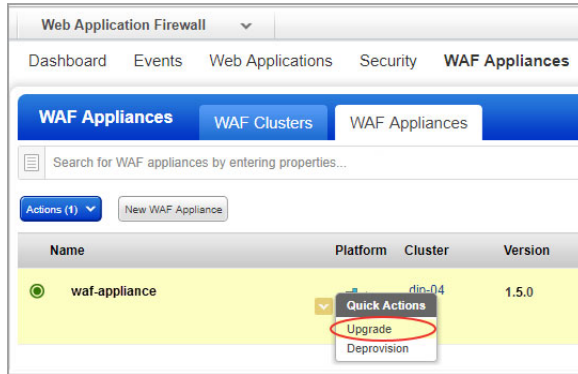 Web Application Firewall
Dashboard Events Web Applications Security WAF Appliances
WAF Appliances WAF Clusters WAF Appliances
Search for WAF appliances by entering properties...
Actions (1) New WAF Appliance
Name Platform Cluster Version
waf-appliance dip-04 1.5.0
Quick Actions
Upgrade
Deprovision